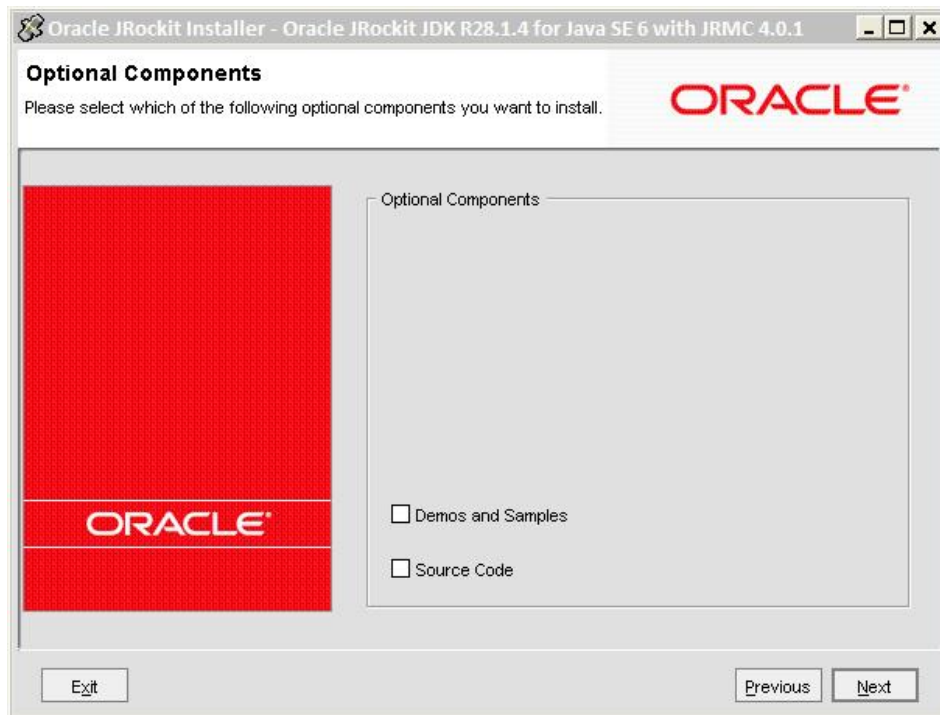 Oracle JRockit Installer - Oracle JRockit JDK R28.1.4 for Java SE 6 with JRMC 4.0.1
Optional Components
Please select which of the following optional components you want to install.
ORACLE
Optional Components
Demos and Samples
ORACLE
Source Code
Exit
Previous
Next